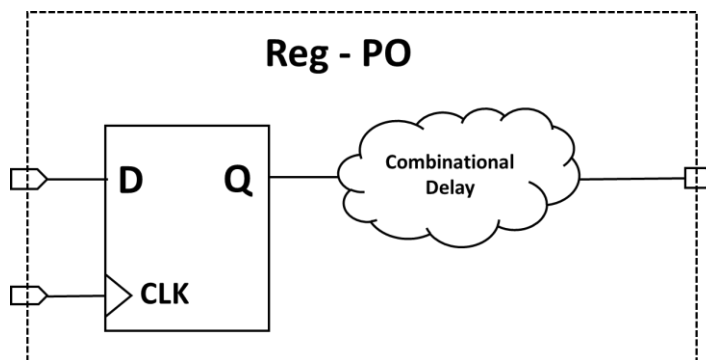 Reg - PO
D
Q
Combinational
Delay
CLK